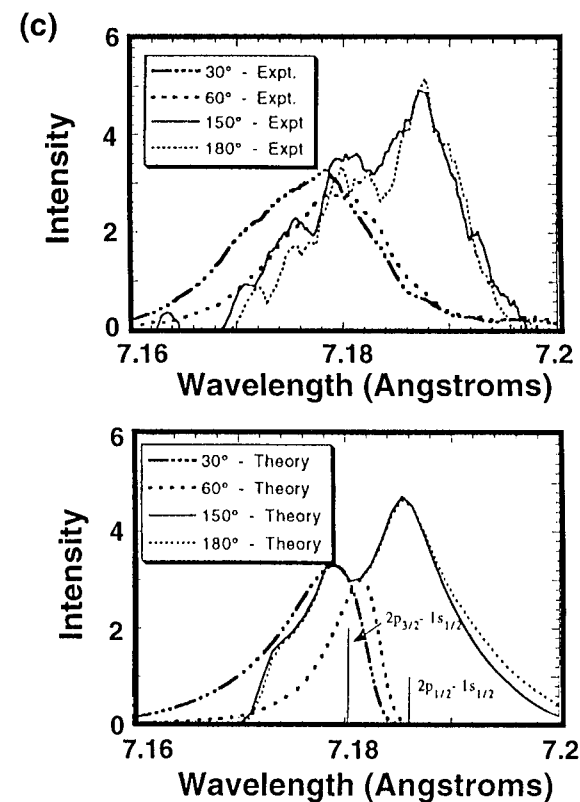 (c)
6
4
2
0
Intensity
30° - Expt.
60° - Expt.
150° - Expt
180° - Expt
7.16
7.18
7.2
Wavelength (Angstroms)
6
4
2
0
Intensity
30° - Theory
60° - Theory
150° - Theory
180° - Theory
2p3/2- 1s1/2
2p1/2- 1s1/2
7.16
7.18
7.2
Wavelength (Angstroms)